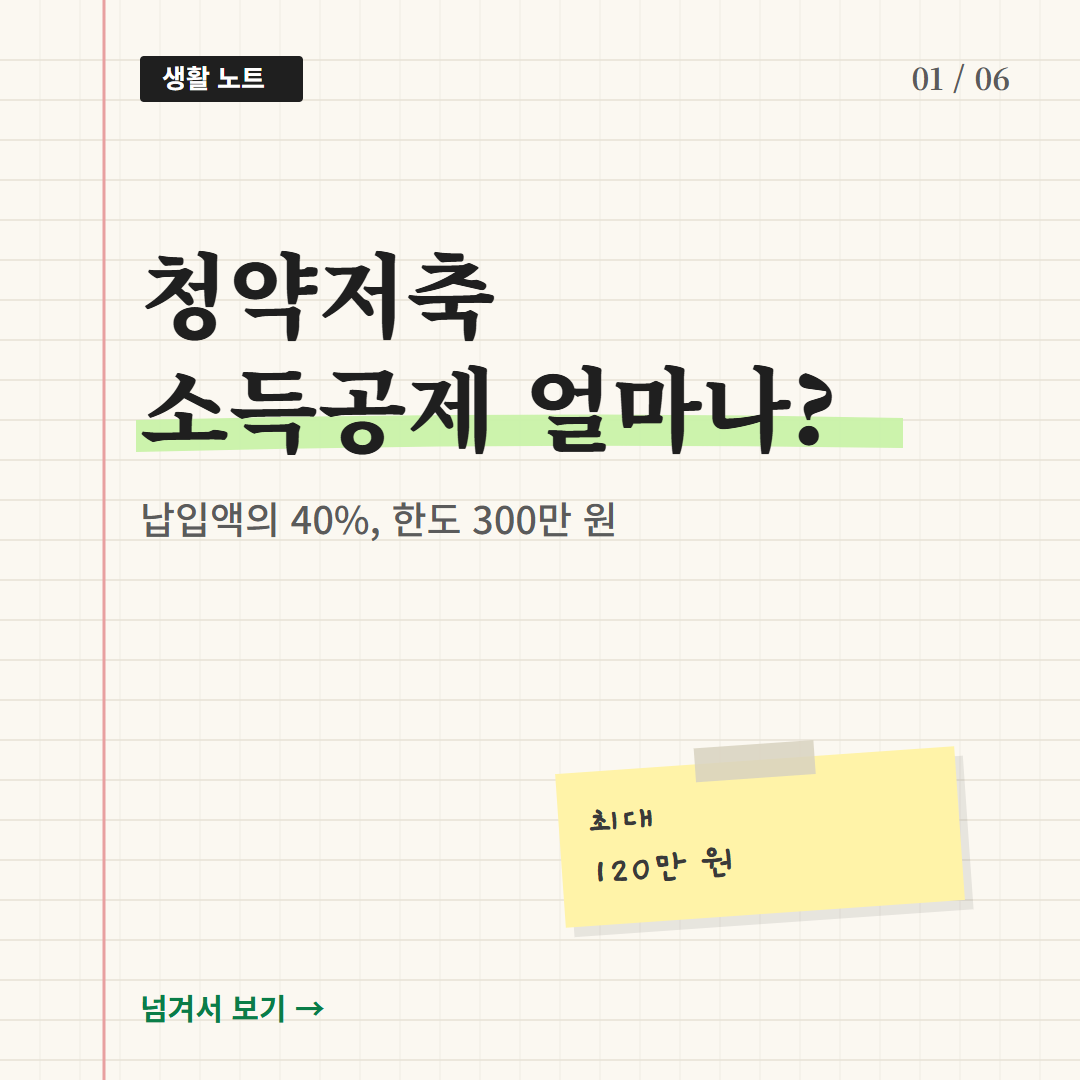 생활 노트
01 / 06
청약저축
소득공제 얼마나?
납입액의 40%, 한도 300만 원
최대
120만 원
넘겨서 보기 →